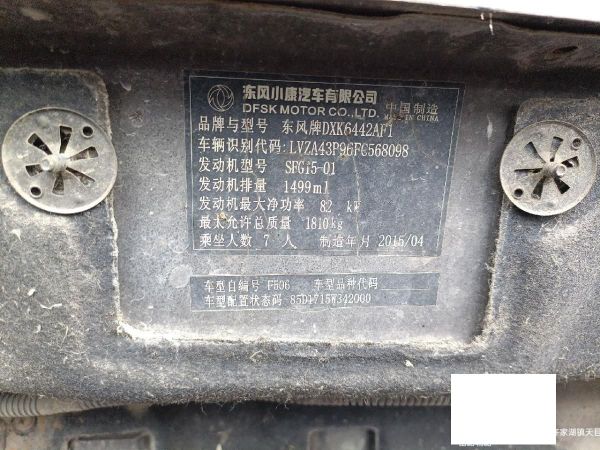 东风小康汽车有限公司
DFSK MOTOR CO., LTD. 中国制造
MADE IN CHINA
品牌与型号 东风牌DXK6442AF1
车辆识别代码:LVZA43P96FC568098
发动机型号 SFG15-01
发动机排量 1499ml
发动机最大净功率 82 kW
最大允许总质量 1810kg
乘坐人数 7 人 制造年月 2015/04
车型自编号 F506 车型品种代码
车型配置状态码 85D1715W342000
家湖镇天目